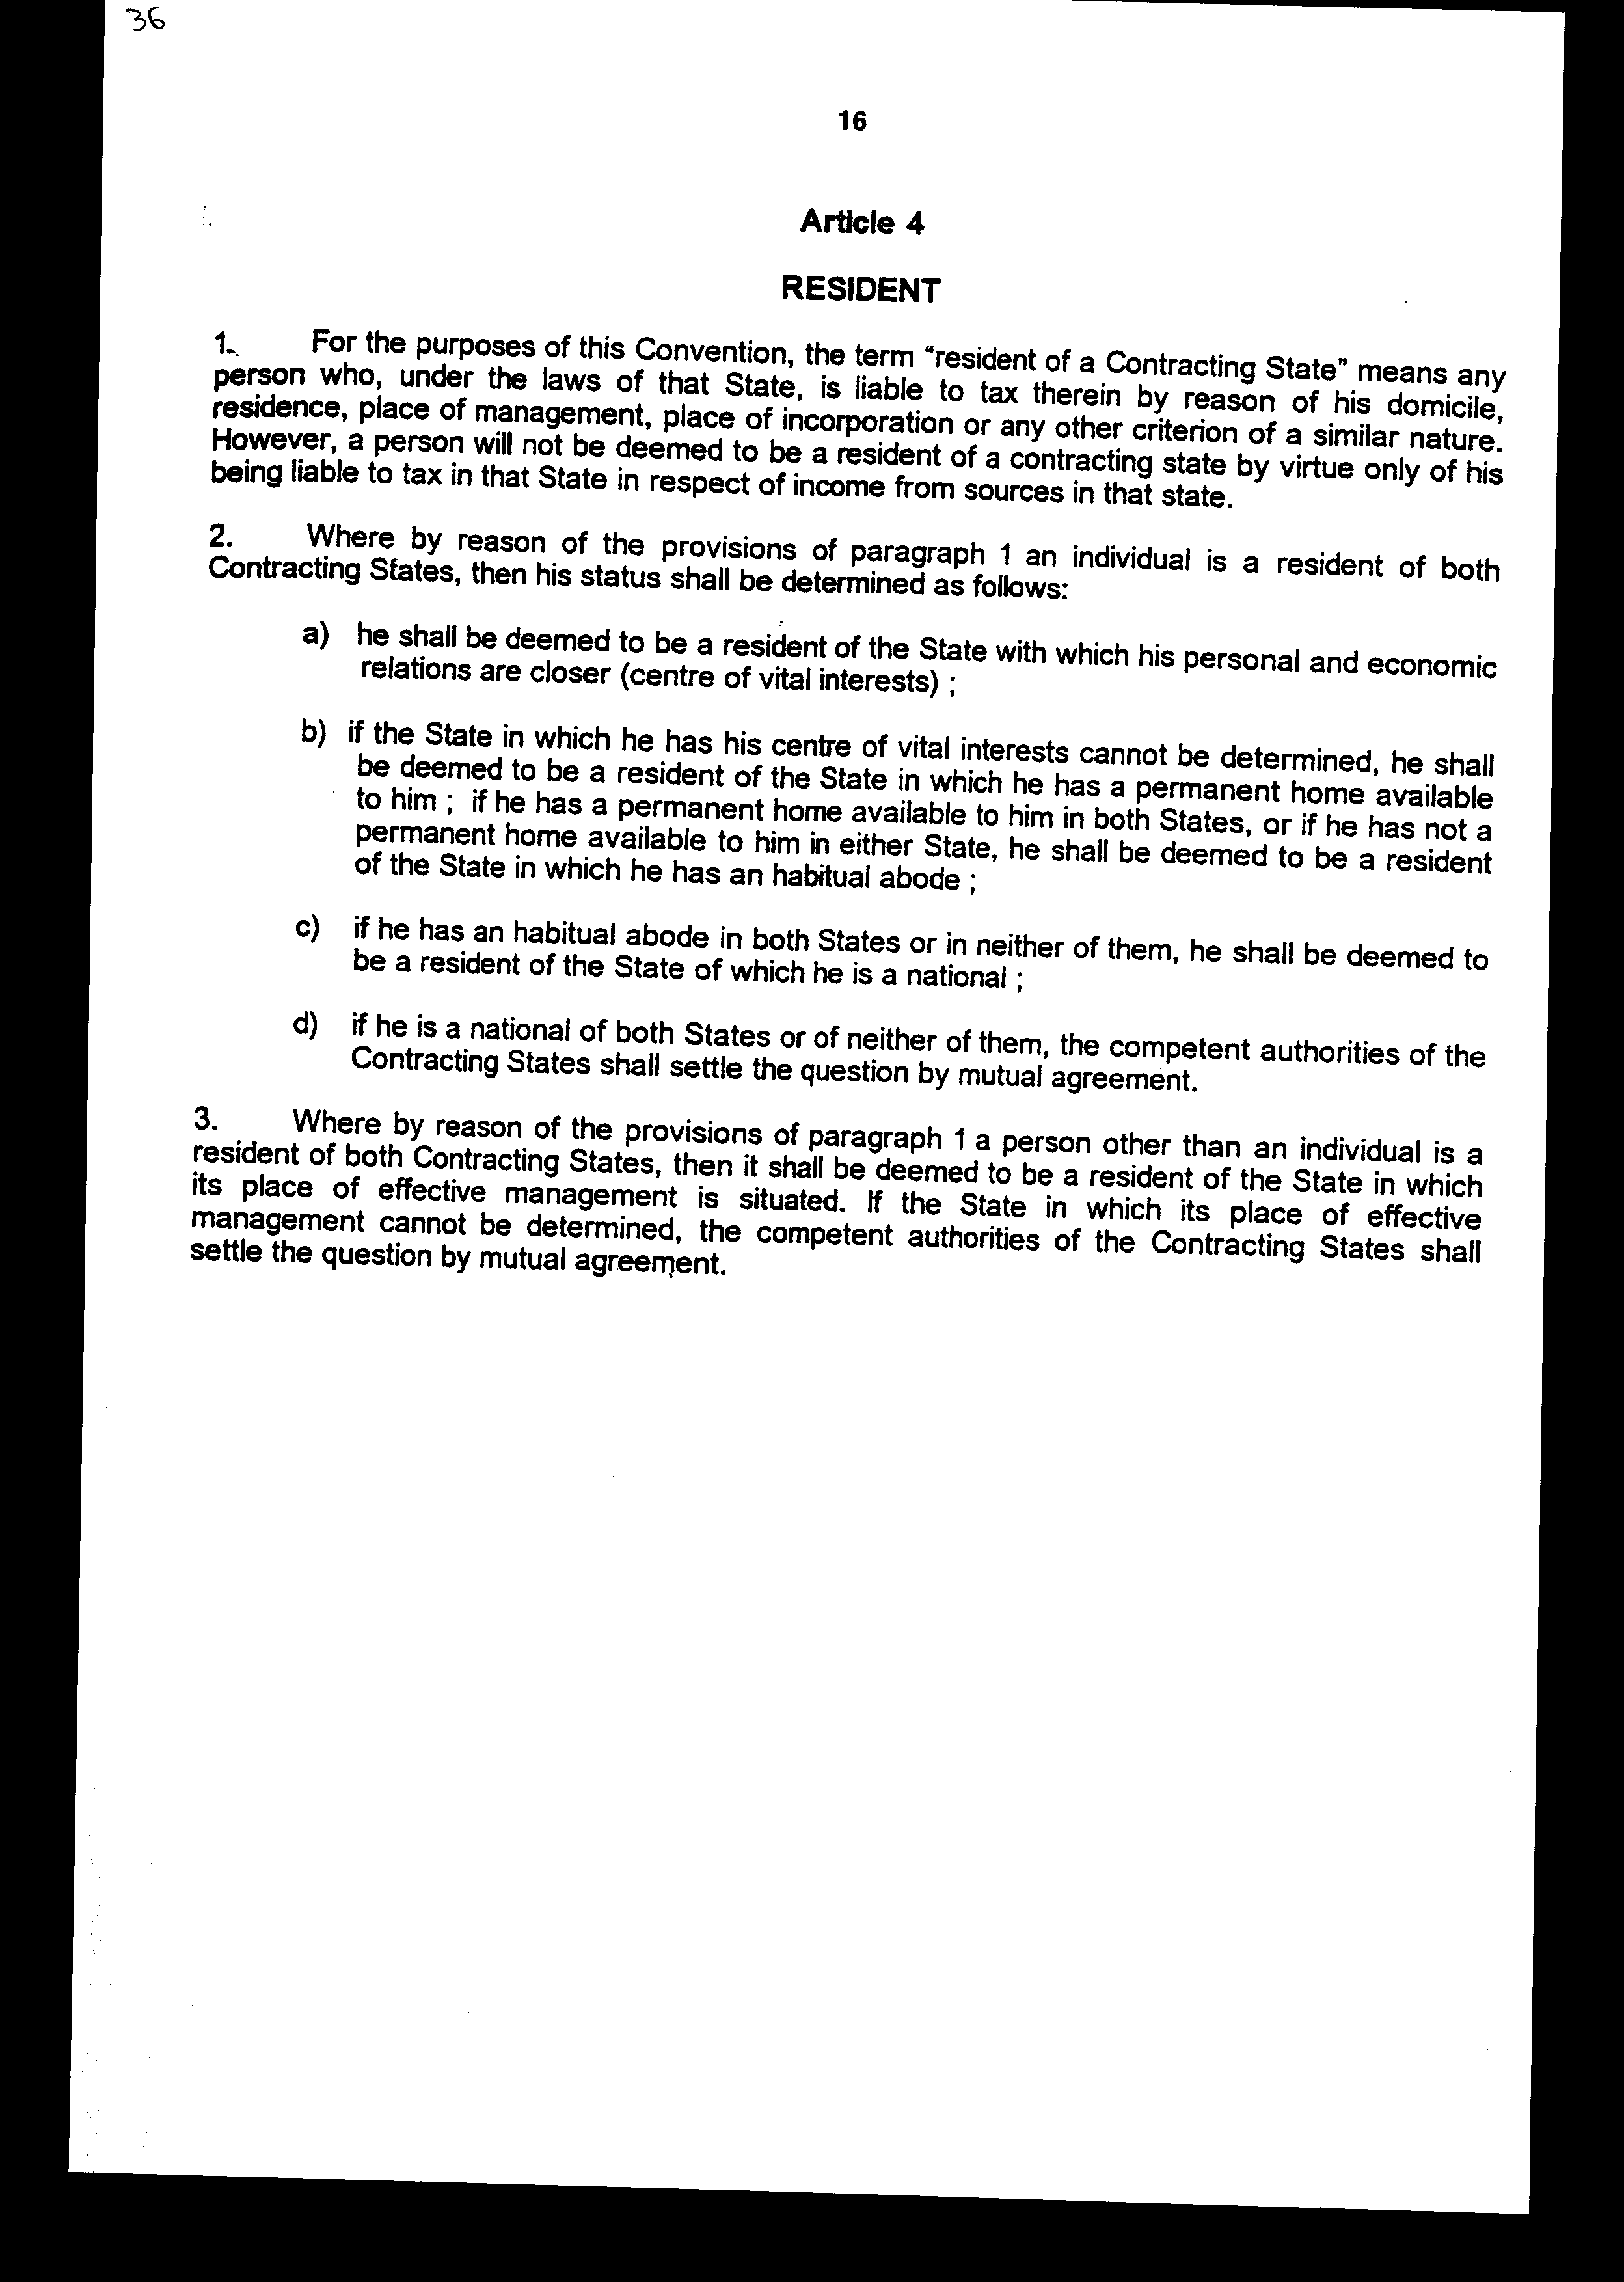 36
16
Article 4
RESIDENT
1. For the purposes of this Convention, the term “resident of a Contracting State” means any
person who, under the laws of that State, is liable to tax therein by reason of his domicile,
residence, place of management, place of incorporation or any other criterion of a similar nature.
However, a person will not be deemed to be a resident of a contracting state by virtue only of his
being liable to tax in that State in respect of income from sources in that state.
2. Where by reason of the provisions of paragraph 1 an individual is a resident of both
Contracting States, then his status shall be determined as follows:
a) he shall be deemed to be a resident of the State with which his personal and economic
relations are closer (centre of vital interests) ;
b) if the State in which he has his centre of vital interests cannot be determined, he shall
be deemed to be a resident of the State in which he has a permanent home available
to him ; if he has a permanent home available to him in both States, or if he has not a
permanent home available to him in either State, he shall be deemed to be a resident
of the State in which he has an habitual abode ;
c) if he has an habitual abode in both States or in neither of them, he shall be deemed to
be a resident of the State of which he is a national ;
d) if he is a national of both States or of neither of them, the competent authorities of the
Contracting States shall settle the question by mutual agreement.
3. Where by reason of the provisions of paragraph 1 a person other than an individual is a
resident of both Contracting States, then it shall be deemed to be a resident of the State in which
its place of effective management is situated. If the State in which its place of effective
management cannot be determined, the competent authorities of the Contracting States shall
settle the question by mutual agreement.